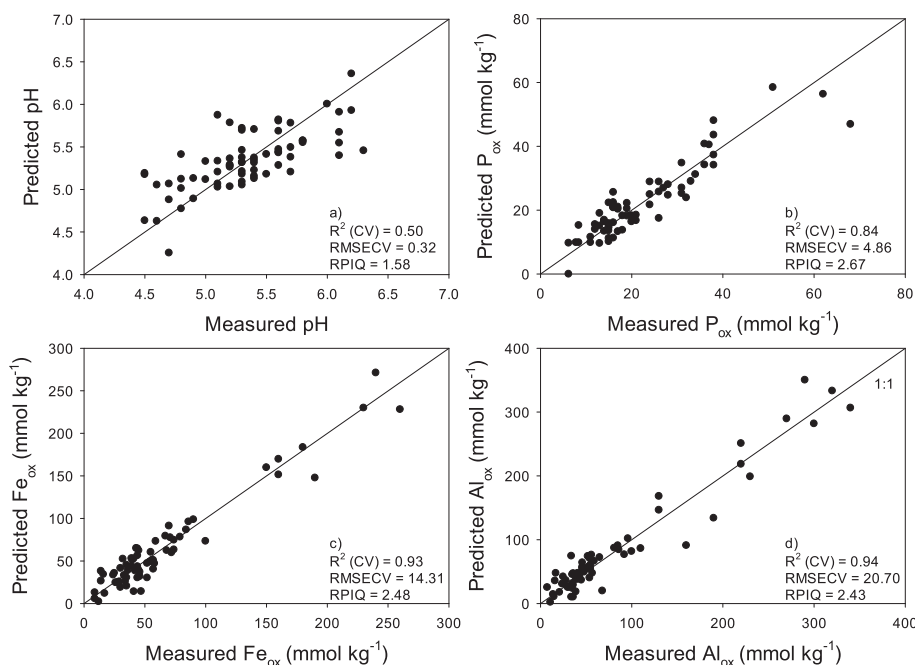 7.0
6.0
5.0
4.0
Predicted pH
4.0 4.5 5.0 5.5 6.0 6.5 7.0
Measured pH
a)
R² (CV) = 0.50
RMSECV = 0.32
RPIQ = 1.58
80
60
40
20
0
Predicted Pox (mmol kg⁻¹)
0 20 40 60 80
Measured Pox (mmol kg⁻¹)
b)
R² (CV) = 0.84
RMSECV = 4.86
RPIQ = 2.67
300
250
200
150
100
50
0
Predicted Feox (mmol kg⁻¹)
0 50 100 150 200 250 300
Measured Feox (mmol kg⁻¹)
c)
R² (CV) = 0.93
RMSECV = 14.31
RPIQ = 2.48
400
300
200
100
0
Predicted Alox (mmol kg⁻¹)
0 100 200 300 400
Measured Alox (mmol kg⁻¹)
1:1
d)
R² (CV) = 0.94
RMSECV = 20.70
RPIQ = 2.43